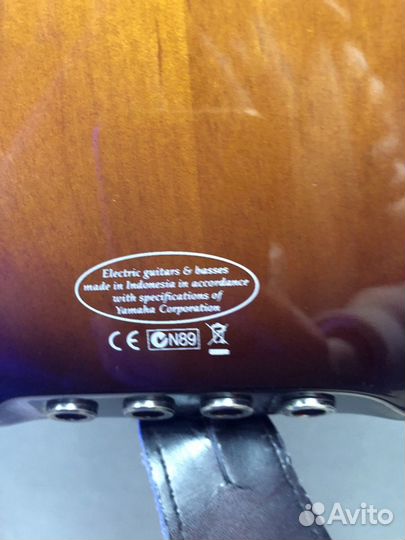 Electric guitars & basses
made in Indonesia in accordance
with specifications of
Yamaha Corporation
CE N89
Avito